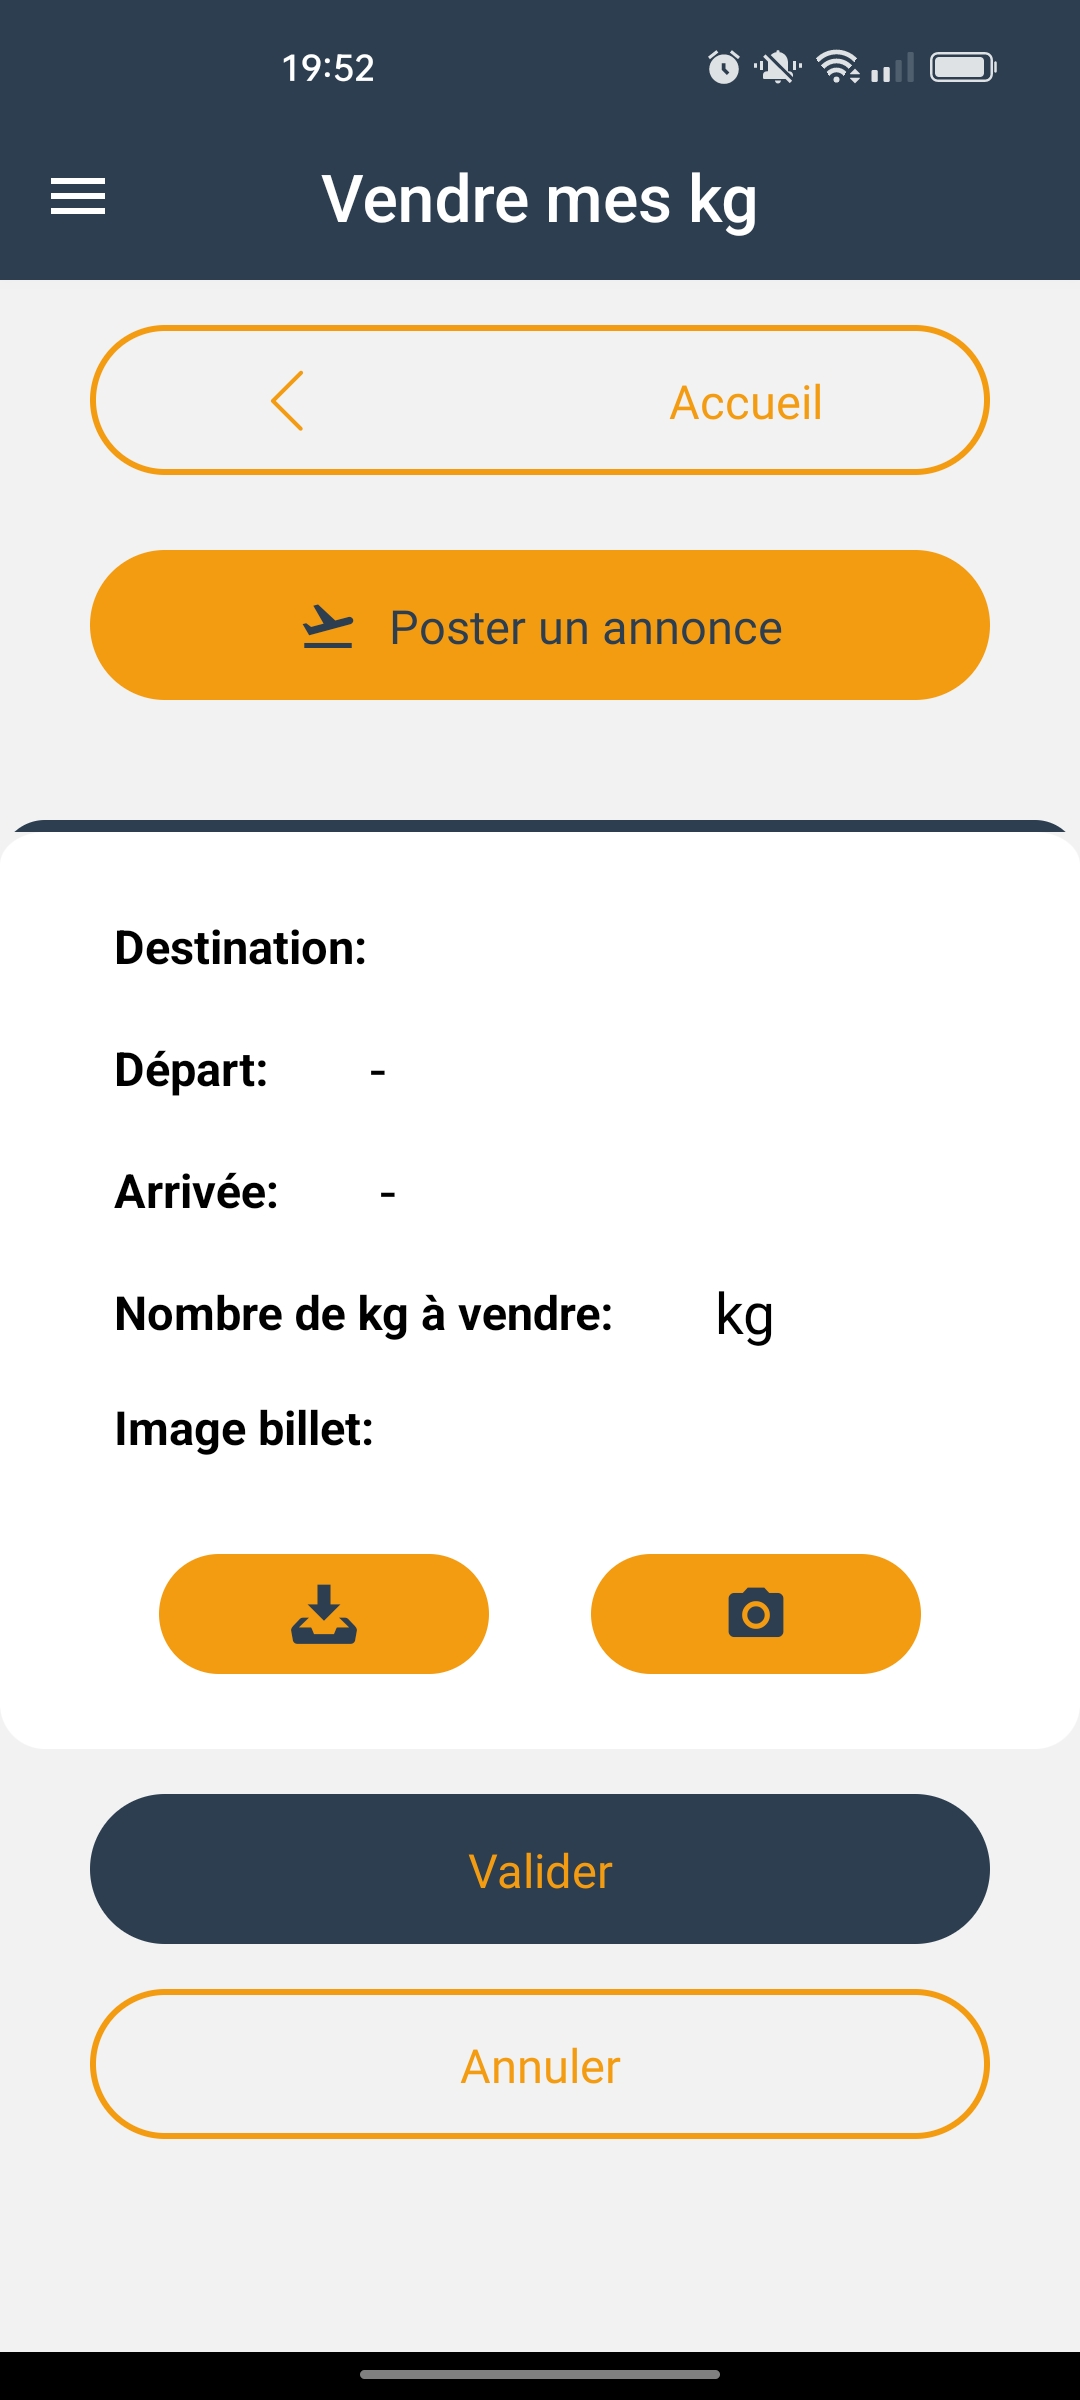 19:52
Vendre mes kg
Accueil
Poster un annonce
Destination:
Départ: -
Arrivée: -
Nombre de kg à vendre: kg
Image billet:
Valider
Annuler